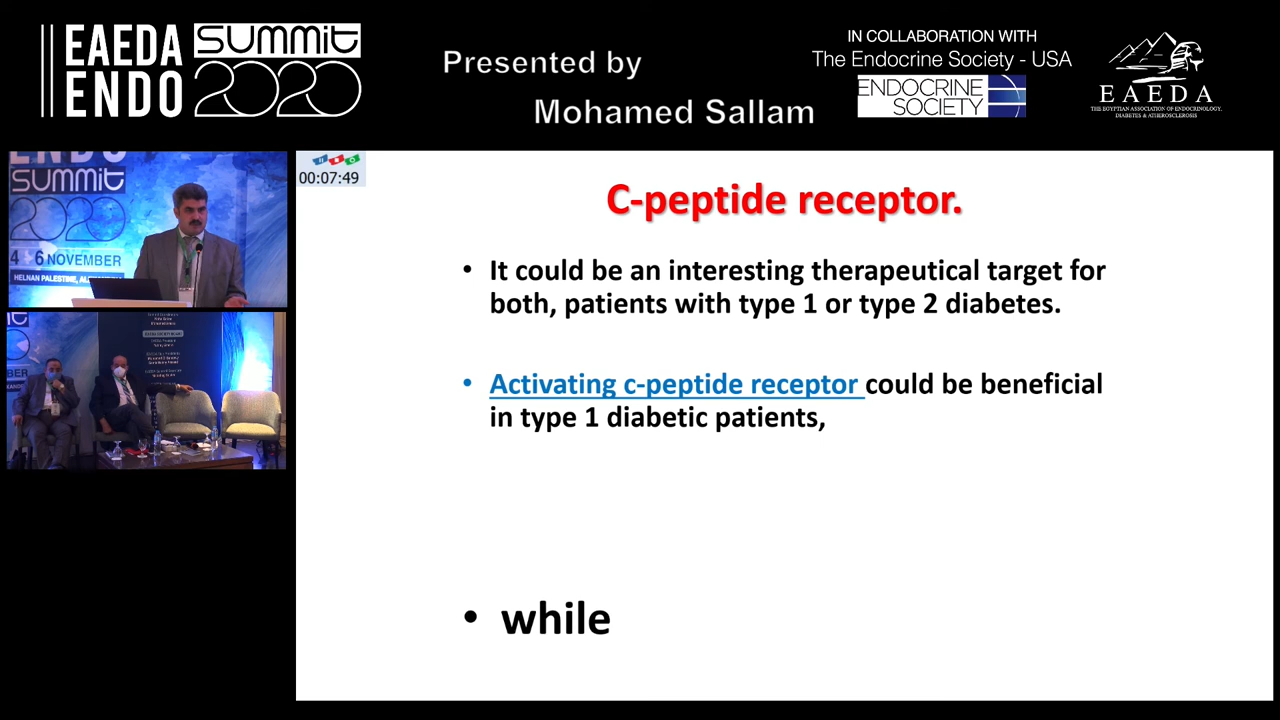 EAEDA
ENDO
SUMMIT
2020
Presented by
Mohamed Sallam
IN COLLABORATION WITH
The Endocrine Society - USA
ENDOCRINE
SOCIETY
EAEDA
THE EGYPTIAN ASSOCIATION OF ENDOCRINOLOGY,
DIABETES & ATHEROSCLEROSIS
SUMMIT
2020
4 - 6 NOVEMBER
HELNAN PALESTINE,
00:07:49
C-peptide receptor.
• It could be an interesting therapeutical target for
both, patients with type 1 or type 2 diabetes.
• Activating c-peptide receptor could be beneficial
in type 1 diabetic patients,
• while